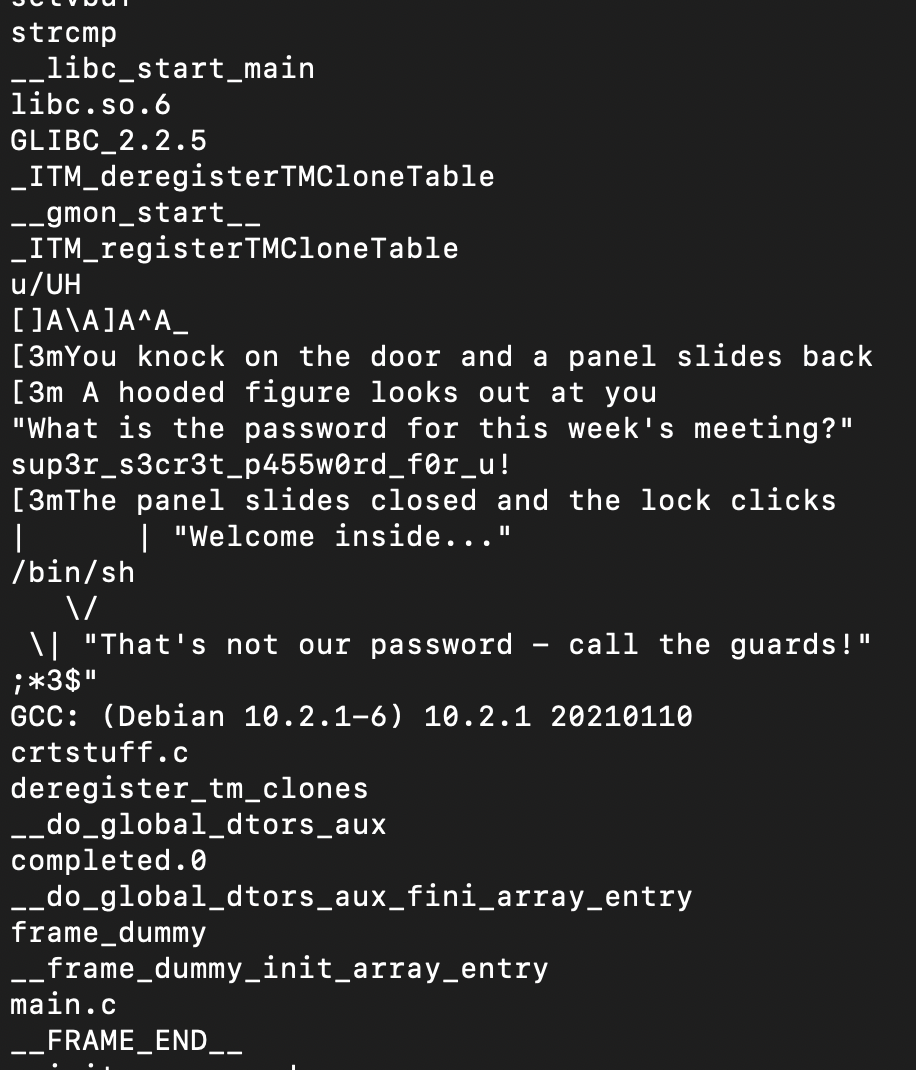 setvbuf
strcmp
__libc_start_main
libc.so.6
GLIBC_2.2.5
_ITM_deregisterTMCloneTable
__gmon_start__
_ITM_registerTMCloneTable
u/UH
[]A\A]A^A_
[3mYou knock on the door and a panel slides back
[3m A hooded figure looks out at you
"What is the password for this week's meeting?"
sup3r_s3cr3t_p455w0rd_f0r_u!
[3mThe panel slides closed and the lock clicks
|      | "Welcome inside..."
/bin/sh
   \/
 \| "That's not our password – call the guards!"
;*3$"
GCC: (Debian 10.2.1–6) 10.2.1 20210110
crtstuff.c
deregister_tm_clones
__do_global_dtors_aux
completed.0
__do_global_dtors_aux_fini_array_entry
frame_dummy
__frame_dummy_init_array_entry
main.c
__FRAME_END__